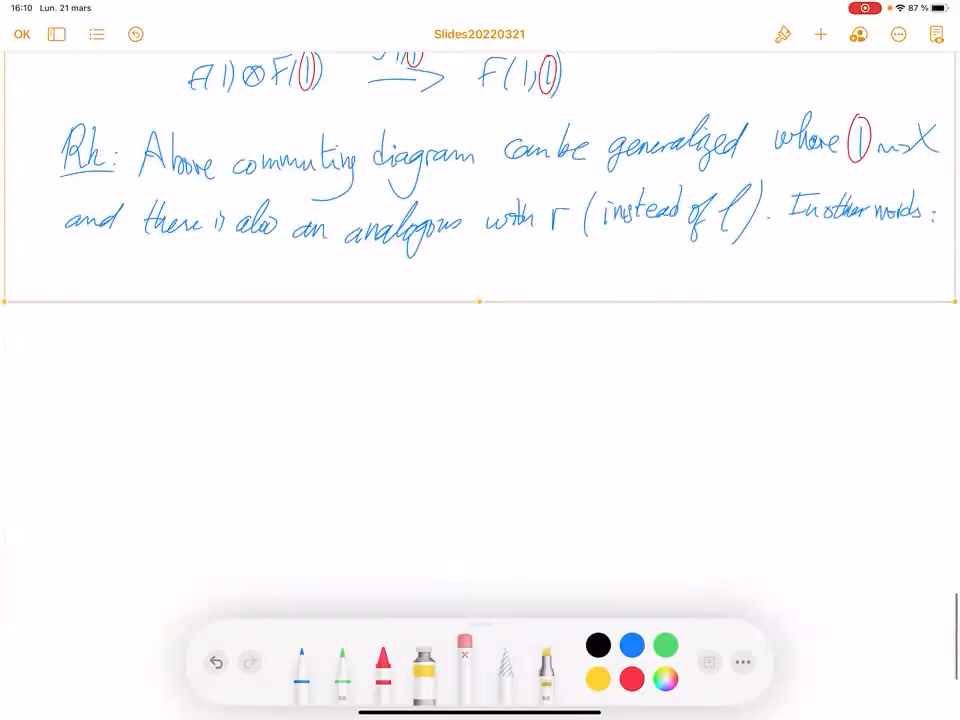 16:10 Lun. 21 mars 87 %
OK Slides20220321
F(1) ⊗ F(1) → F(1,1)
Rk: Above commuting diagram can be generalized where 1 ⇝ X
and there is also an analogous with r (instead of l). In other words: